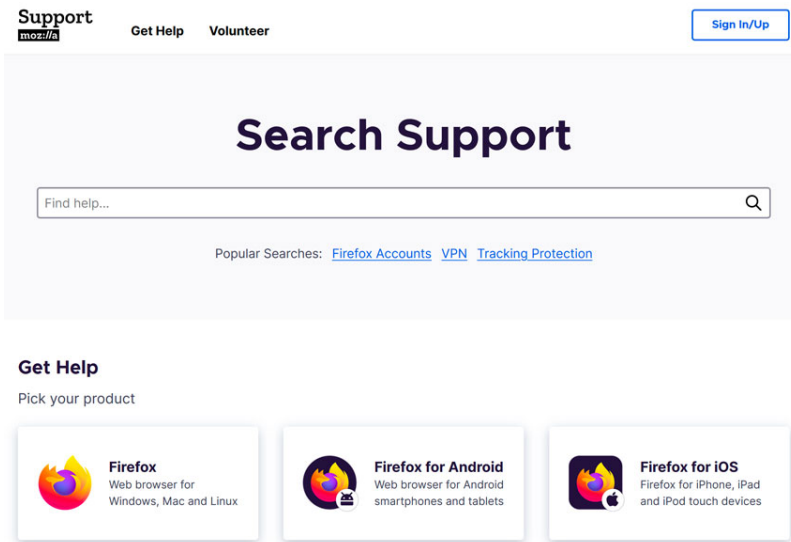 Support
moz://a
Get Help Volunteer
Sign In/Up
Search Support
Find help...
Popular Searches: Firefox Accounts VPN Tracking Protection
Get Help
Pick your product
Firefox
Web browser for
Windows, Mac and Linux
Firefox for Android
Web browser for Android
smartphones and tablets
Firefox for iOS
Firefox for iPhone, iPad
and iPod touch devices